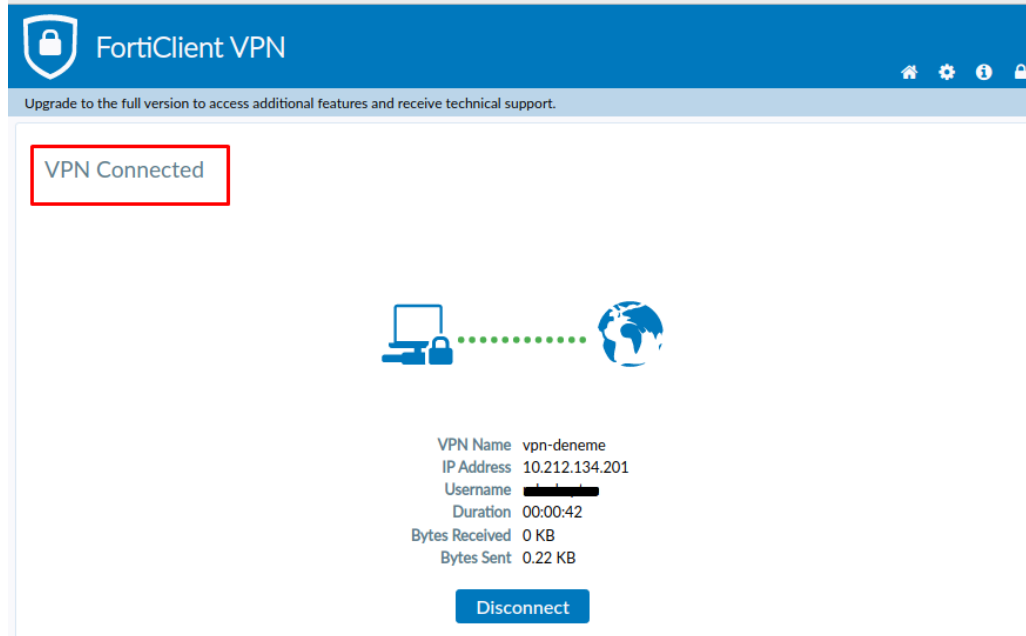 FortiClient VPN
Upgrade to the full version to access additional features and receive technical support.
VPN Connected
VPN Name vpn-deneme
IP Address 10.212.134.201
Username
Duration 00:00:42
Bytes Received 0 KB
Bytes Sent 0.22 KB
Disconnect